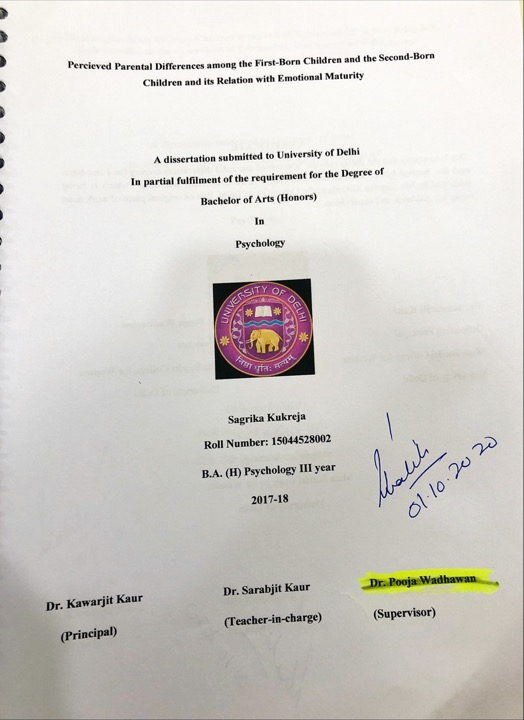 Percieved Parental Differences among the First-Born Children and the Second-Born
Children and its Relation with Emotional Maturity
A dissertation submitted to University of Delhi
In partial fulfilment of the requirement for the Degree of
Bachelor of Arts (Honors)
In
Psychology
UNIVERSITY OF DELHI
निष्ठा धृतिः सत्यम्
Sagrika Kukreja
Roll Number: 15044528002
B.A. (H) Psychology III year
2017-18
01.10.2020
Dr. Kawarjit Kaur
(Principal)
Dr. Sarabjit Kaur
(Teacher-in-charge)
Dr. Pooja Wadhawan
(Supervisor)